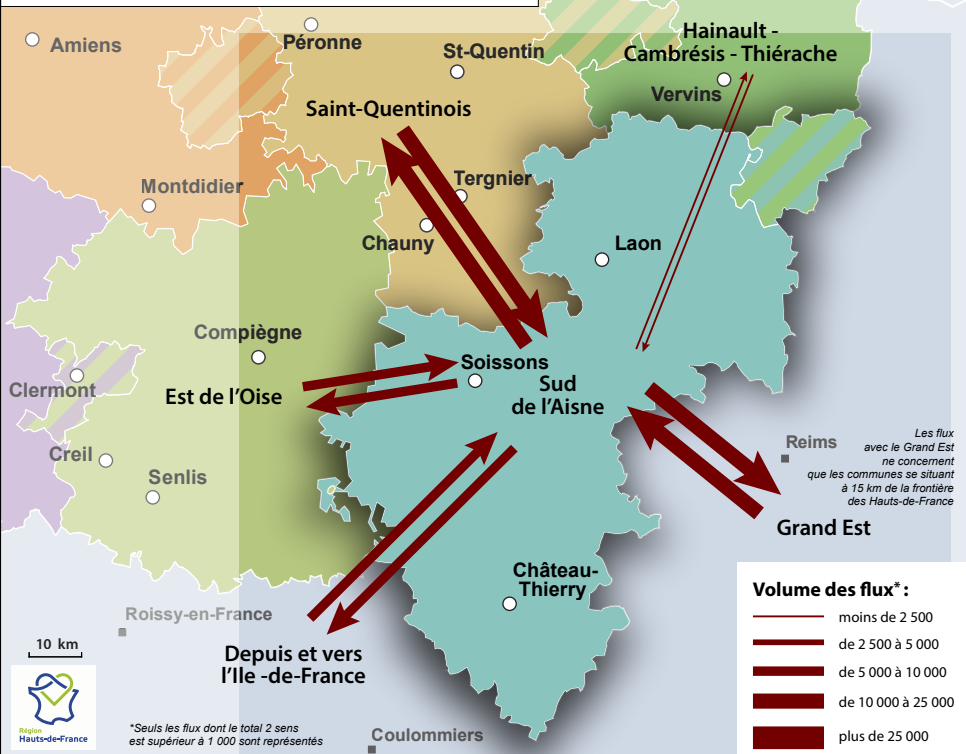 Amiens
Péronne
St-Quentin
Hainault -
Cambrésis - Thiérache
Vervins
Saint-Quentinois
Montdidier
Tergnier
Chauny
Laon
Compiègne
Clermont
Est de l'Oise
Soissons
Sud
de l'Aisne
Creil
Senlis
Reims
Les flux
avec le Grand Est
ne concernent
que les communes se situant
à 15 km de la frontière
des Hauts-de-France
Grand Est
Château-
Thierry
Roissy-en-France
10 km
Depuis et vers
l'Ile -de-France
Région
Hauts-de-France
*Seuls les flux dont le total 2 sens
est supérieur à 1 000 sont représentés
Coulommiers
Volume des flux* :
moins de 2 500
de 2 500 à 5 000
de 5 000 à 10 000
de 10 000 à 25 000
plus de 25 000